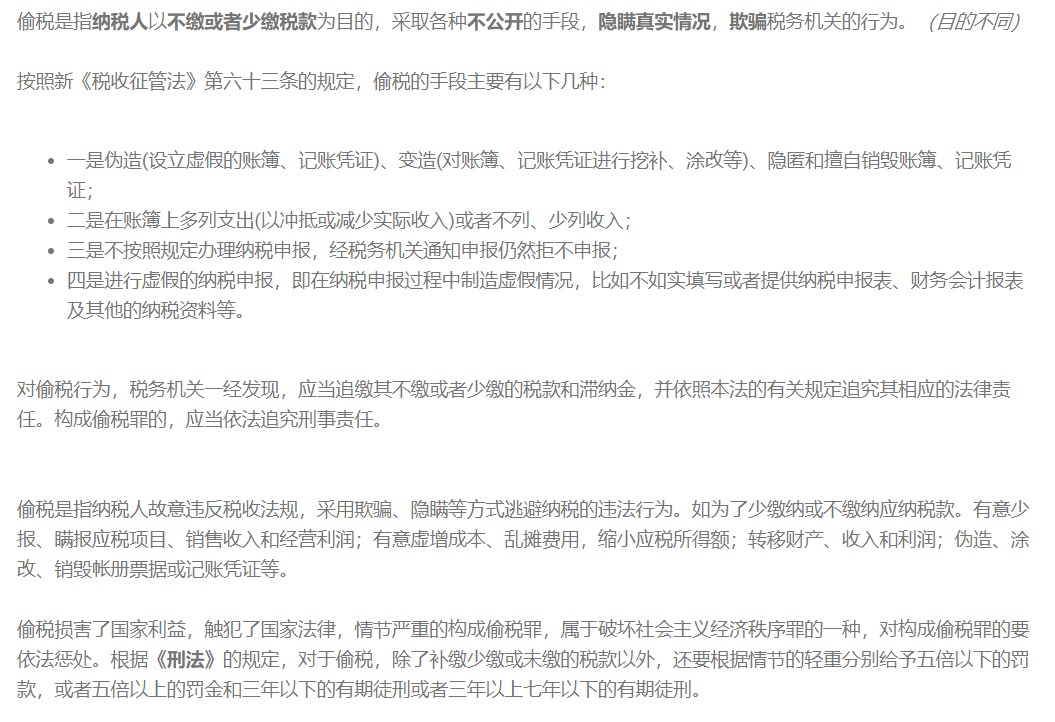 偷税是指纳税人以不缴或者少缴税款为目的，采取各种不公开的手段，隐瞒真实情况，欺骗税务机关的行为。（目的不同）
按照新《税收征管法》第六十三条的规定，偷税的手段主要有以下几种：
• 一是伪造(设立虚假的账簿、记账凭证)、变造(对账簿、记账凭证进行挖补、涂改等)、隐匿和擅自销毁账簿、记账凭
证；
• 二是在账簿上多列支出(以冲抵或减少实际收入)或者不列、少列收入；
• 三是不按照规定办理纳税申报，经税务机关通知申报仍然拒不申报；
• 四是进行虚假的纳税申报，即在纳税申报过程中制造虚假情况，比如不如实填写或者提供纳税申报表、财务会计报表
及其他的纳税资料等。
对偷税行为，税务机关一经发现，应当追缴其不缴或者少缴的税款和滞纳金，并依照本法的有关规定追究其相应的法律责
任。构成偷税罪的，应当依法追究刑事责任。
偷税是指纳税人故意违反税收法规，采用欺骗、隐瞒等方式逃避纳税的违法行为。如为了少缴纳或不缴纳应纳税款。有意少
报、瞒报应税项目、销售收入和经营利润；有意虚增成本、乱摊费用，缩小应税所得额；转移财产、收入和利润；伪造、涂
改、销毁帐册票据或记账凭证等。
偷税损害了国家利益，触犯了国家法律，情节严重的构成偷税罪，属于破坏社会主义经济秩序罪的一种，对构成偷税罪的要
依法惩处。根据《刑法》的规定，对于偷税，除了补缴少缴或未缴的税款以外，还要根据情节的轻重分别给予五倍以下的罚
款，或者五倍以上的罚金和三年以下的有期徒刑或者三年以上七年以下的有期徒刑。